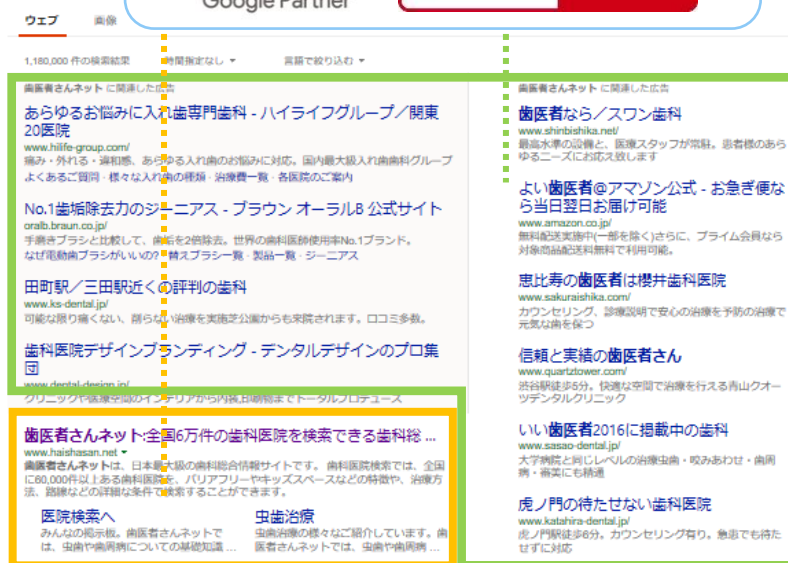 Google Partner
ウェブ 画像
1,180,000 件の検索結果 時間指定なし 言語で絞り込む
歯医者さんネット に関連した広告
あらゆるお悩みに入れ歯専門歯科 - ハイライフグループ／関東
20医院
www.hilife-group.com/
痛み・外れる・違和感、あらゆる入れ歯のお悩みに対応。国内最大級入れ歯歯科グループ
よくあるご質問 · 様々な入れ歯の種類 · 治療費一覧 · 各医院のご案内
No.1歯垢除去力のジーニアス - ブラウン オーラルB 公式サイト
oralb.braun.co.jp/
手磨きブラシと比較して、歯垢を2倍除去。世界の歯科医師使用率No.1ブランド。
なぜ電動歯ブラシがいいの? 替えブラシ一覧 · 製品一覧 · ジーニアス
田町駅／三田駅近くの評判の歯科
www.ks-dental.jp/
可能な限り痛くない、削らない治療を実施芝公園からも来院されます。口コミ多数。
歯科医院デザインブランディング - デンタルデザインのプロ集
団
www.dental-design.jp/
クリニックや医療空間のインテリアから内装,印刷物までトータルプロデュース
歯医者さんネット:全国6万件の歯科医院を検索できる歯科総 ...
www.haishasan.net
歯医者さんネットは、日本最大級の歯科総合情報サイトです。 歯科医院検索では、全国
に60,000件以上ある歯科医院を、バリアフリーやキッズスペースなどの特徴や、治療方
法、路線などの詳細な条件で検索することができます。
医院検索へ
みんなの掲示板。歯医者さんネットで
は、虫歯や歯周病についての基礎知識 ...
虫歯治療
虫歯治療の様々なご紹介しています。歯
医者さんネットでは、虫歯や歯周病 ...
歯医者さんネット に関連した広告
歯医者なら／スワン歯科
www.shinbishika.net/
最高水準の設備と、医療スタッフが常駐。患者様のあら
ゆるニーズにお応え致します
よい歯医者@アマゾン公式 - お急ぎ便な
ら当日翌日お届け可能
www.amazon.co.jp/
無料配送実施中(一部を除く)さらに、プライム会員なら
対象商品配送料無料で利用可能。
恵比寿の歯医者は櫻井歯科医院
www.sakuraishika.com/
カウンセリング、診療説明で安心の治療を予防の治療で
元気な歯を保つ
信頼と実績の歯医者さん
www.quartztower.com/
渋谷駅徒歩5分。快適な空間で治療を行える青山クオー
ツデンタルクリニック
いい歯医者2016に掲載中の歯科
www.sasao-dental.jp/
大学病院と同じレベルの治療虫歯・咬みあわせ・歯周
病・審美にも精通
虎ノ門の待たせない歯科医院
www.katahira-dental.jp/
虎ノ門駅徒歩6分。カウンセリング有り。急患でも待た
せずに対応